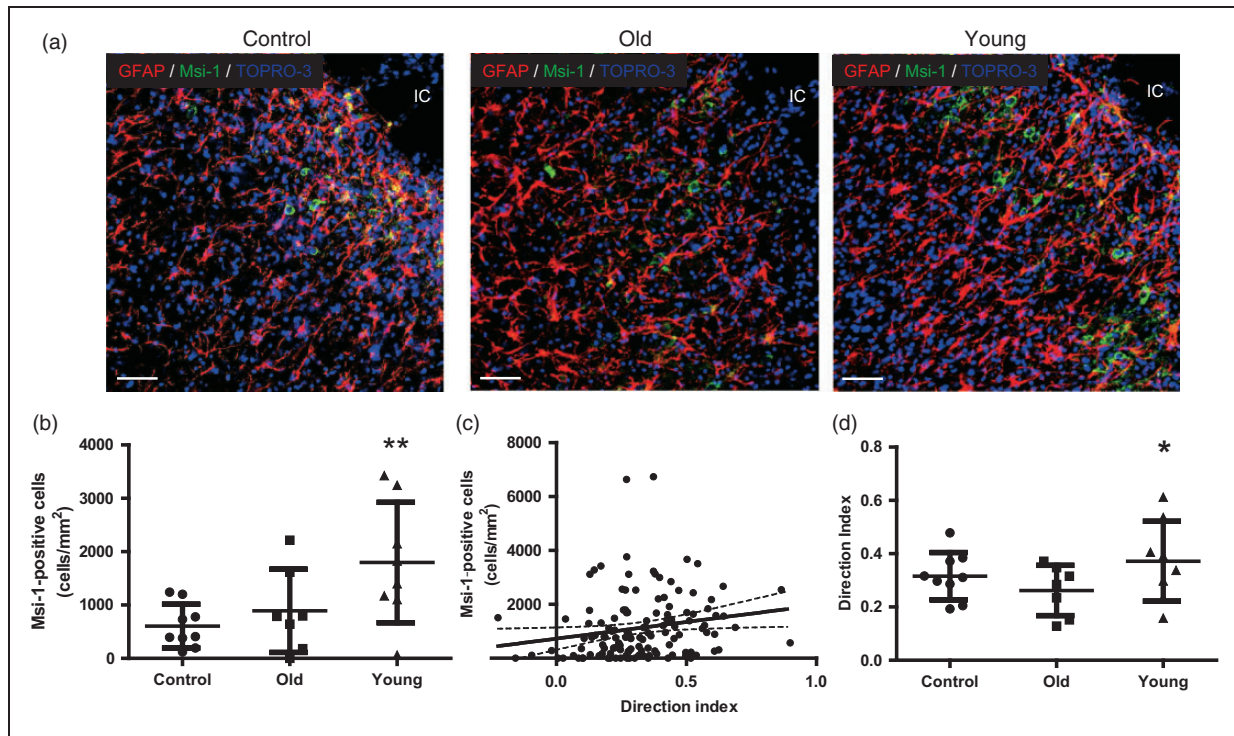 (a)
Control
Old
Young
GFAP / Msi-1 / TOPRO-3
IC
GFAP / Msi-1 / TOPRO-3
IC
GFAP / Msi-1 / TOPRO-3
IC
(b)
Msi-1-positive cells
(cells/mm²)
4000
3000
2000
1000
0
**
Control
Old
Young
(c)
Msi-1-positive cells
(cells/mm²)
8000
6000
4000
2000
0
0.0
0.5
1.0
Direction index
(d)
Direction Index
0.8
0.6
0.4
0.2
0.0
*
Control
Old
Young